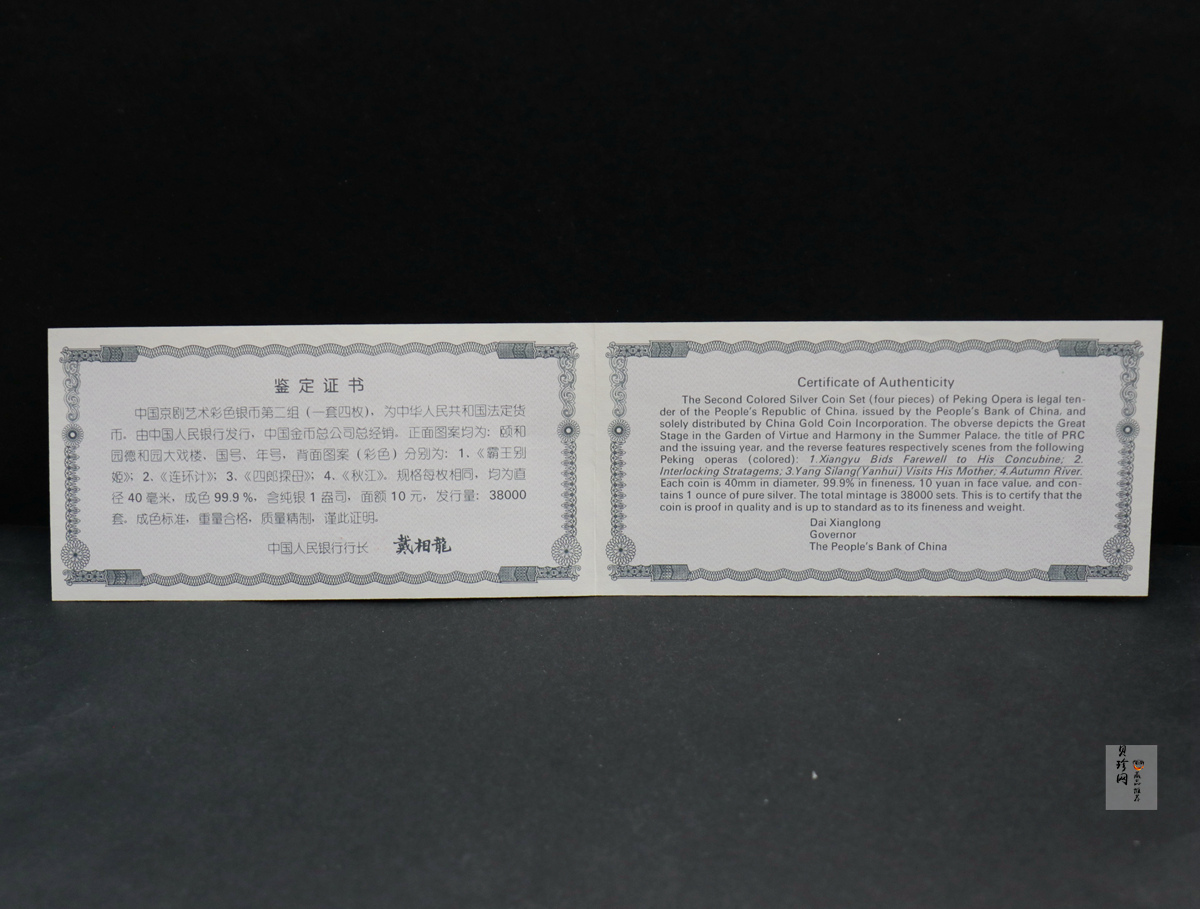 鉴定证书
中国京剧艺术彩色银币第二组（一套四枚），为中华人民共和国法定货
币，由中国人民银行发行，中国金币总公司总经销。正面图案均为：颐和
园德和园大戏楼、国号、年号，背面图案（彩色）分别为：1、《霸王别
姬》；2、《连环计》；3、《四郎探母》；4、《秋江》。规格每枚相同，均为直
径40毫米，成色99.9%，含纯银1盎司，面额10元，发行量：38000
套。成色标准，重量合格，质量精制，谨此证明。
中国人民银行行长 戴相龍
Certificate of Authenticity
The Second Colored Silver Coin Set (four pieces) of Peking Opera is legal ten-
der of the People's Republic of China, issued by the People's Bank of China, and
solely distributed by China Gold Coin Incorporation. The obverse depicts the Great
Stage in the Garden of Virtue and Harmony in the Summer Palace, the title of PRC
and the issuing year, and the reverse features respectively scenes from the following
Peking operas (colored): 1.Xiangyu Bids Farewell to His Concubine; 2.
Interlocking Stratagems; 3.Yang Silang(Yanhui) Visits His Mother; 4.Autumn River.
Each coin is 40mm in diameter, 99.9% in fineness, 10 yuan in face value, and con-
tains 1 ounce of pure silver. The total mintage is 38000 sets. This is to certify that the
coin is proof in quality and is up to standard as to its fineness and weight.
Dai Xianglong
Governor
The People's Bank of China
贝珍网